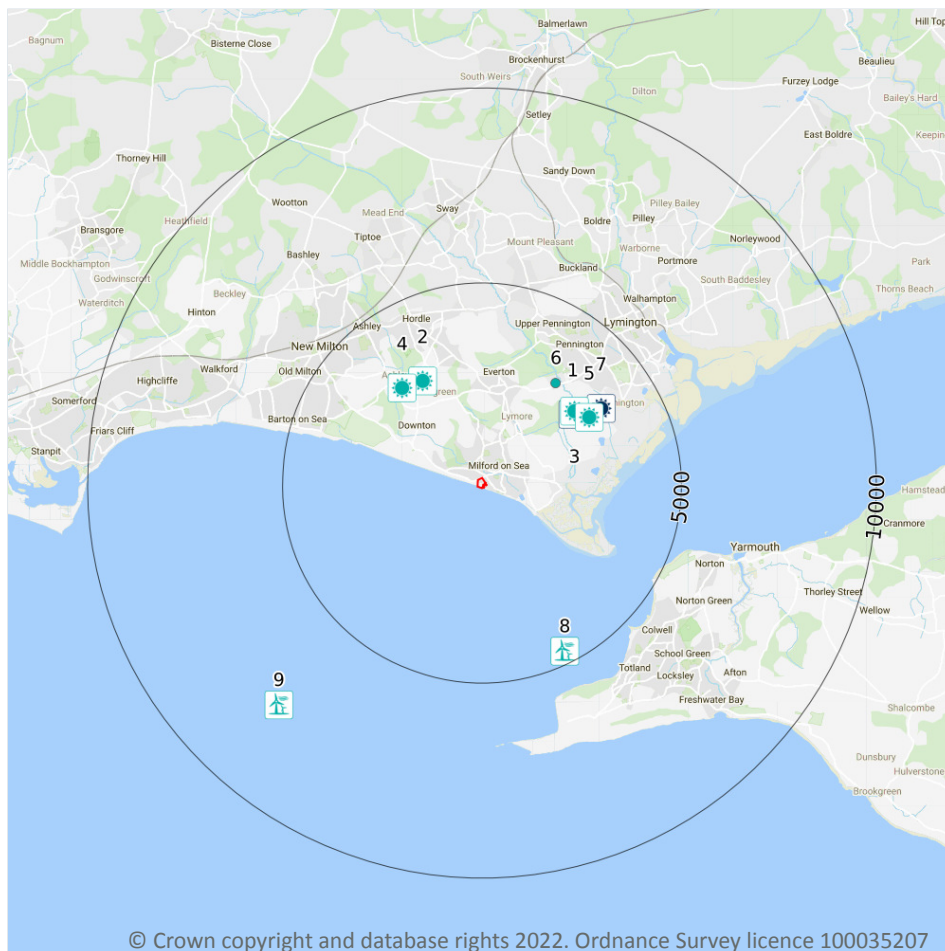 Hill Top
Balmerlawn
Bagnum
Bisterne Close
Brockenhurst
Beaulieu
South Weirs
Furzey Lodge
Dilton
Bailey's Hard
Setley
East Boldre
Keeping
Thorney Hill
Sandy Down
Wootton
Pilley Bailey
Mead End
Sway
Boldre
Pilley
Heathfield
Bransgore
Tiptoe
Norleywood
Mount Pleasant
Warborne
Bashley
Portmore
Park
Middle Bockhampton
Buckland
Godwinscroft
South Baddesley
Beckley
Thorns Beach
Waterditch
Walhampton
Hinton
Hordle
Upper Pennington
Lymington
Ashley
4
2
Pennington
New Milton
6
7
1
5
Walkford
Everton
Highcliffe
Old Milton
Somerford
Lymore
Barton on Sea
Friars Cliff
Downton
Stanpit
3
Milford on Sea
5000
10000
Hamstead
Cranmore
Yarmouth
Norton
Thorley Street
Norton Green
Wellow
8
Colwell
School Green
Totland
Afton
Locksley
9
Freshwater Bay
Shalcombe
Dunsbury
Hulverstone
Brookgreen
© Crown copyright and database rights 2022. Ordnance Survey licence 100035207